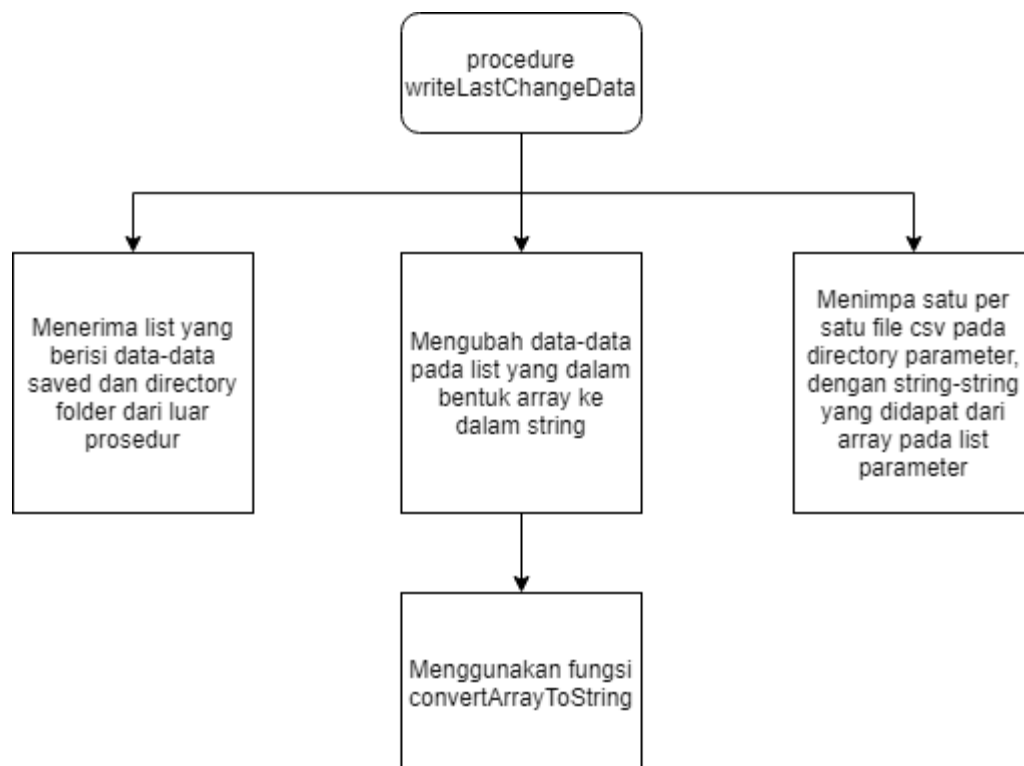 procedure
writeLastChangeData
Menerima list yang
berisi data-data
saved dan directory
folder dari luar
prosedur
Mengubah data-data
pada list yang dalam
bentuk array ke
dalam string
Menimpa satu per
satu file csv pada
directory parameter,
dengan string-string
yang didapat dari
array pada list
parameter
Menggunakan fungsi
convertArrayToString